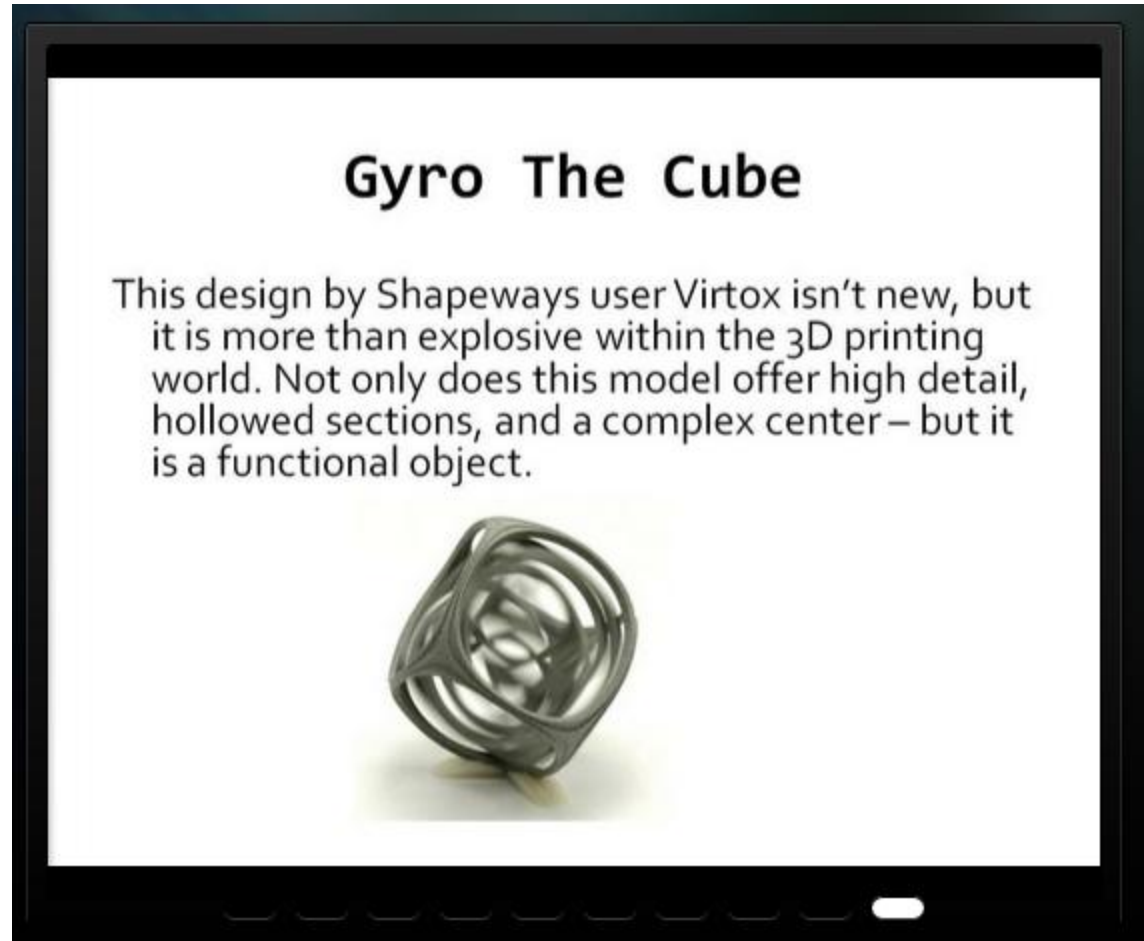 Gyro The Cube
This design by Shapeways user Virtox isn't new, but
it is more than explosive within the 3D printing
world. Not only does this model offer high detail,
hollowed sections, and a complex center – but it
is a functional object.